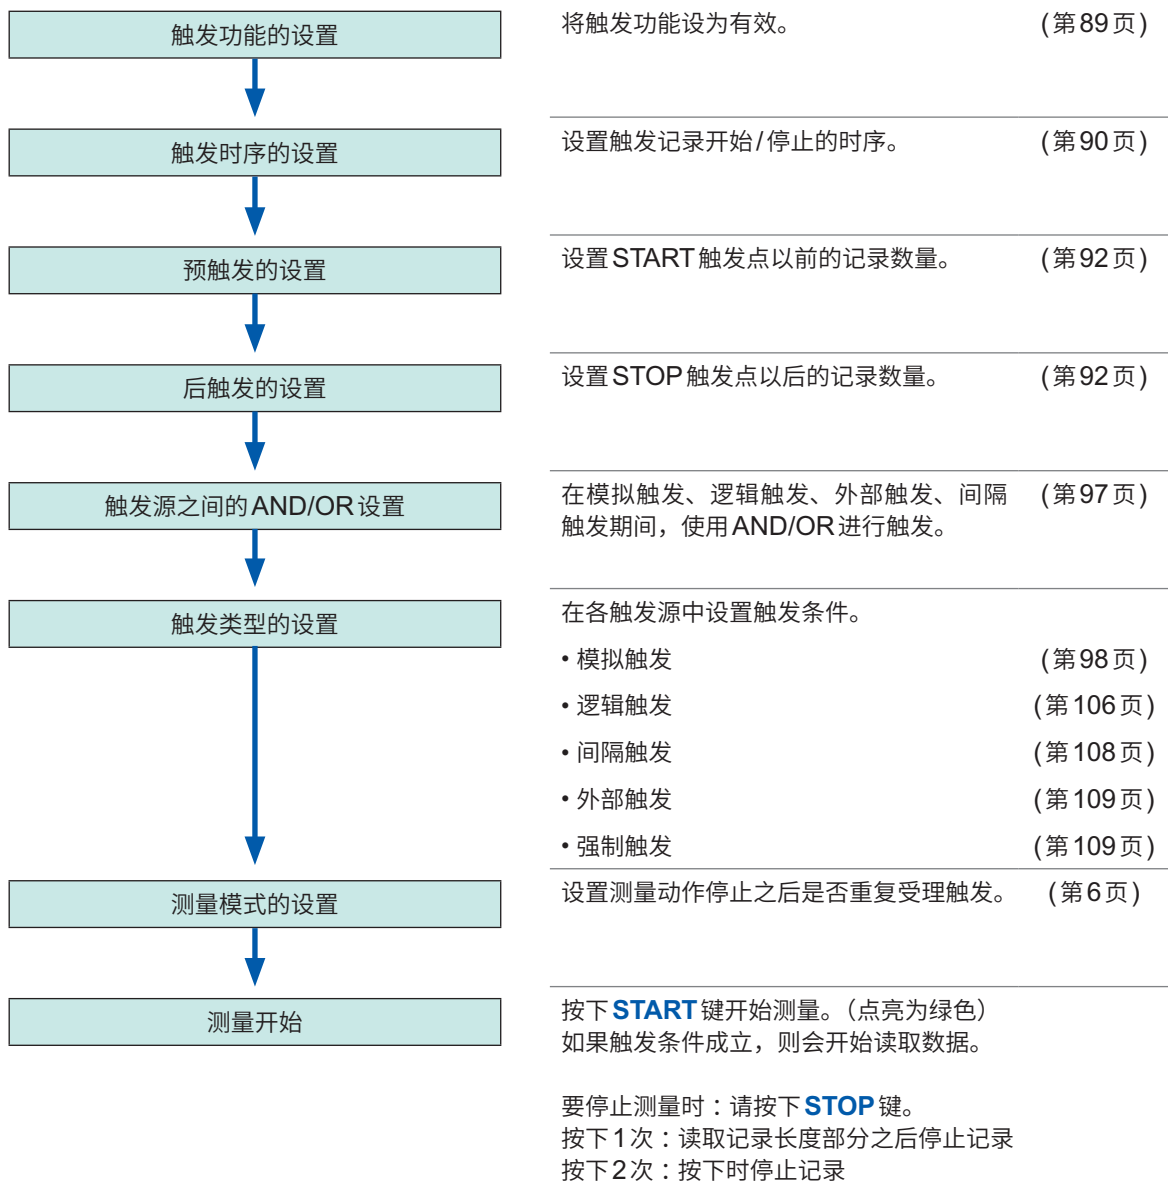 触发功能的设置
将触发功能设为有效。 (第89页)
触发时序的设置
设置触发记录开始/停止的时序。 (第90页)
预触发的设置
设置START触发点以前的记录数量。 (第92页)
后触发的设置
设置STOP触发点以后的记录数量。 (第92页)
触发源之间的AND/OR设置
在模拟触发、逻辑触发、外部触发、间隔 (第97页)
触发期间，使用AND/OR进行触发。
触发类型的设置
在各触发源中设置触发条件。
• 模拟触发 (第98页)
• 逻辑触发 (第106页)
• 间隔触发 (第108页)
• 外部触发 (第109页)
• 强制触发 (第109页)
测量模式的设置
设置测量动作停止之后是否重复受理触发。 (第6页)
测量开始
按下START键开始测量。（点亮为绿色）
如果触发条件成立，则会开始读取数据。
要停止测量时：请按下STOP键。
按下1次：读取记录长度部分之后停止记录
按下2次：按下时停止记录